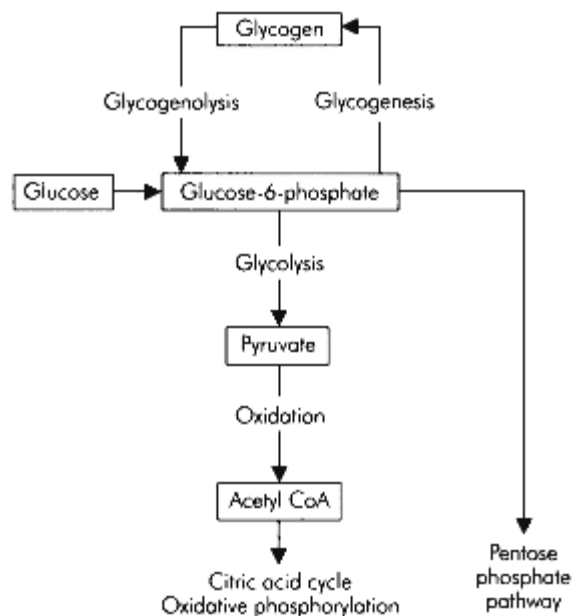 Glycogen
Glycogenolysis
Glycogenesis
Glucose
Glucose-6-phosphate
Glycolysis
Pyruvate
Oxidation
Acetyl CoA
Citric acid cycle
Oxidative phosphorylation
Pentose
phosphate
pathway